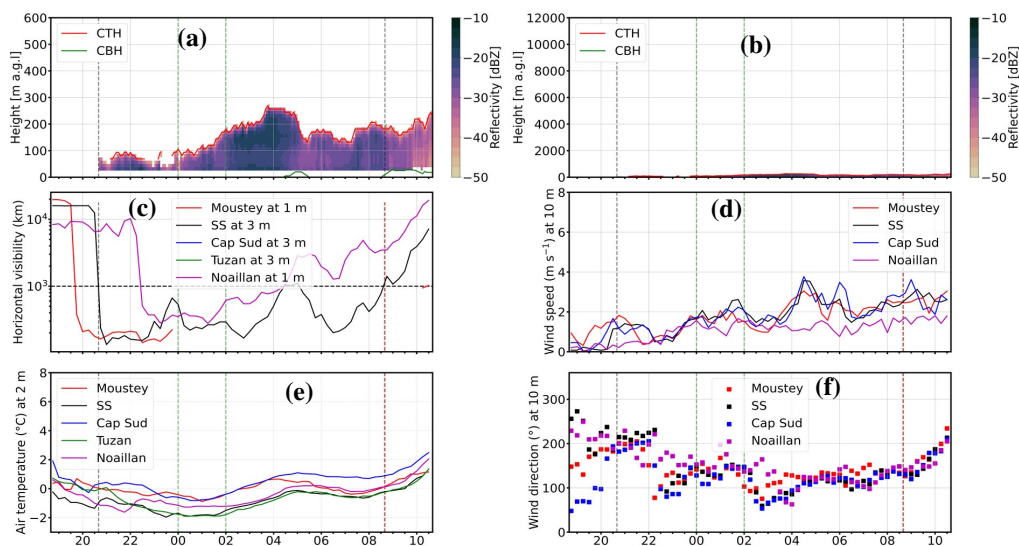 600
500
400
300
200
100
0
Height [m a.g.l]
CTH
CBH
(a)
−10
−20
−30
−40
−50
Reflectivity [dBZ]
12000
10000
8000
6000
4000
2000
0
Height [m a.g.l]
CTH
CBH
(b)
−10
−20
−30
−40
−50
Reflectivity [dBZ]
10⁴
10³
Horizontal visibility (km)
(c)
Moustey at 1 m
SS at 3 m
Cap Sud at 3 m
Tuzan at 3 m
Noaillan at 1 m
8
6
4
2
0
Wind speed (m s⁻¹) at 10 m
(d)
Moustey
SS
Cap Sud
Noaillan
8
6
4
2
0
−2
Air temperature (°C) at 2 m
Moustey
SS
Cap Sud
Tuzan
Noaillan
(e)
20 22 00 02 04 06 08 10
300
200
100
0
Wind direction (°) at 10 m
Moustey
SS
Cap Sud
Noaillan
(f)
20 22 00 02 04 06 08 10